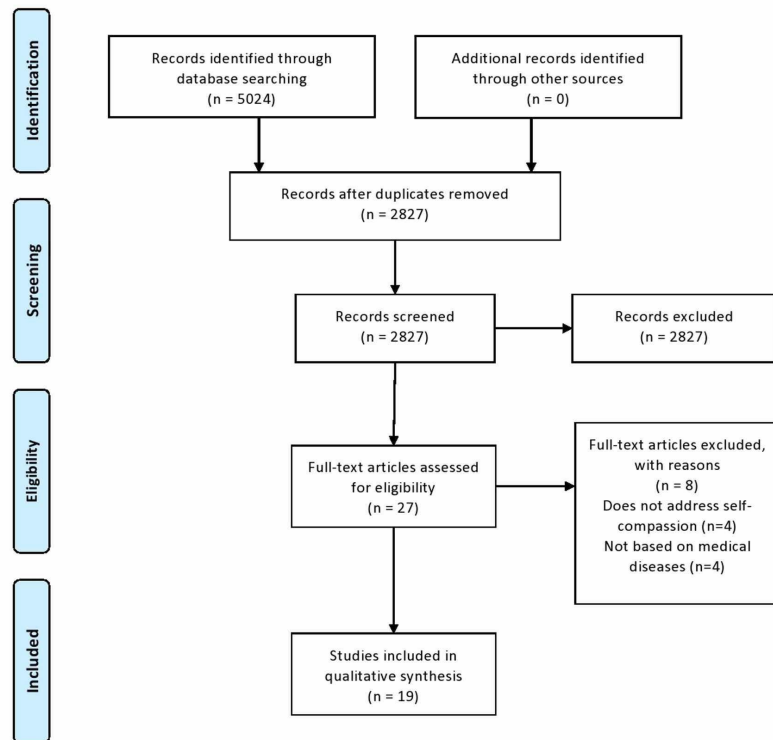 Identification
Records identified through
database searching
(n = 5024)
Additional records identified
through other sources
(n = 0)
Records after duplicates removed
(n = 2827)
Screening
Records screened
(n = 2827)
Records excluded
(n = 2827)
Eligibility
Full-text articles assessed
for eligibility
(n = 27)
Full-text articles excluded,
with reasons
(n = 8)
Does not address self-
compassion (n=4)
Not based on medical
diseases (n=4)
Included
Studies included in
qualitative synthesis
(n = 19)